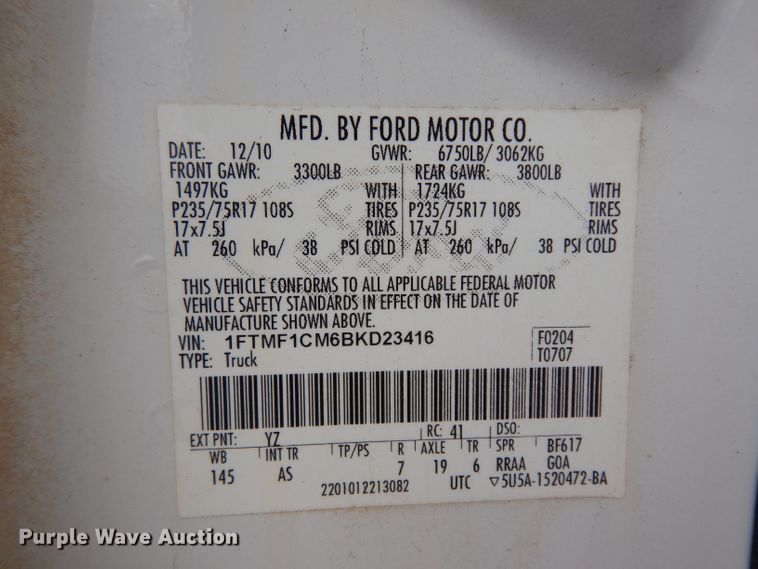 MFD. BY FORD MOTOR CO.
DATE: 12/10 GVWR: 6750LB/ 3062KG
FRONT GAWR: 3300LB REAR GAWR: 3800LB
1497KG WITH 1724KG WITH
P235/75R17 108S TIRES P235/75R17 108S TIRES
17x7.5J RIMS 17x7.5J RIMS
AT 260 kPa/ 38 PSI COLD AT 260 kPa/ 38 PSI COLD
THIS VEHICLE CONFORMS TO ALL APPLICABLE FEDERAL MOTOR
VEHICLE SAFETY STANDARDS IN EFFECT ON THE DATE OF
MANUFACTURE SHOWN ABOVE.
VIN: 1FTMF1CM6BKD23416 F0204
TYPE: Truck T0707
EXT PNT: YZ RC: 41 DSO:
WB INT TR TP/PS R AXLE TR SPR BF617
145 AS 7 19 6 RRAA GOA
2201012213082 UTC ▽5U5A-1520472-BA
Purple Wave Auction